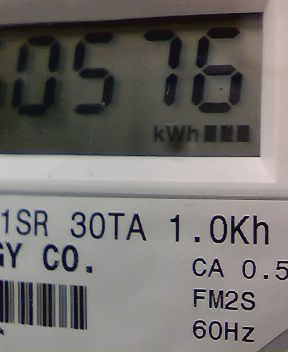 0576
kWh
1SR 30TA 1.0Kh
GY CO.
CA 0.5
FM2S
60Hz